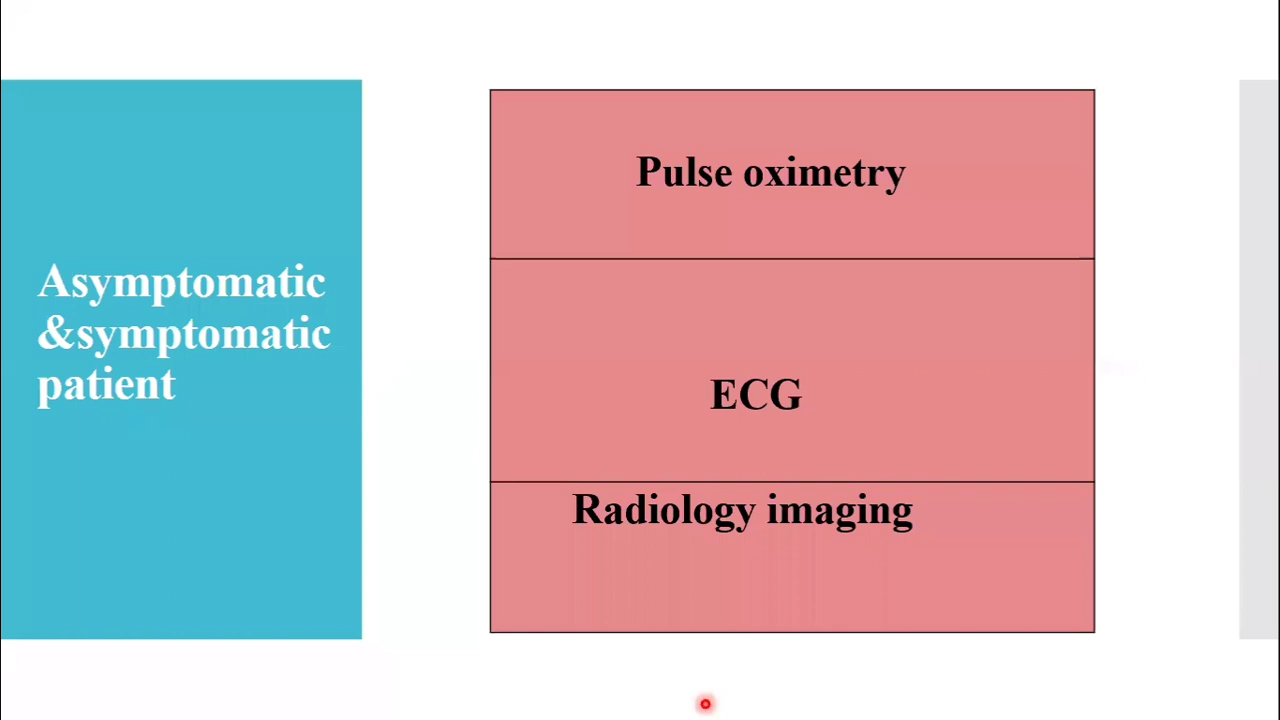 Asymptomatic
&symptomatic
patient
Pulse oximetry
ECG
Radiology imaging